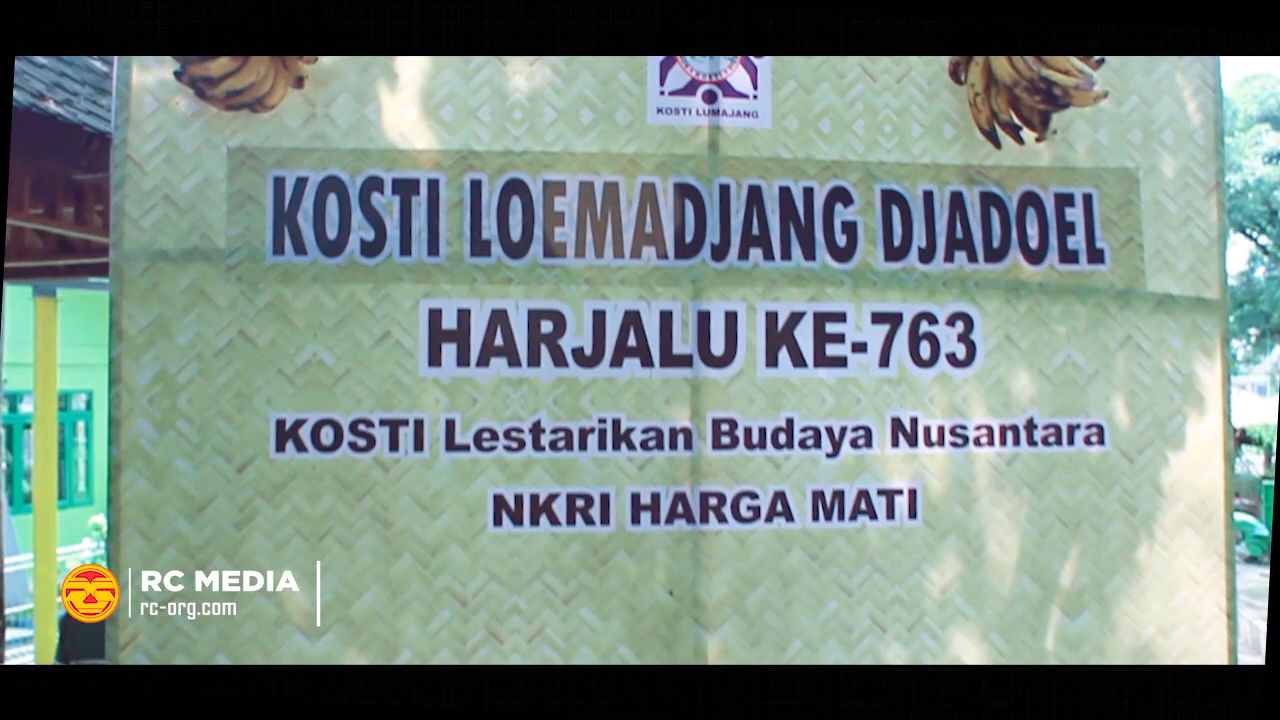 KOSTI LUMAJANG
KOSTI LOEMADJANG DJADOEL
HARJALU KE-763
KOSTI Lestarikan Budaya Nusantara
NKRI HARGA MATI
RC MEDIA
rc-org.com